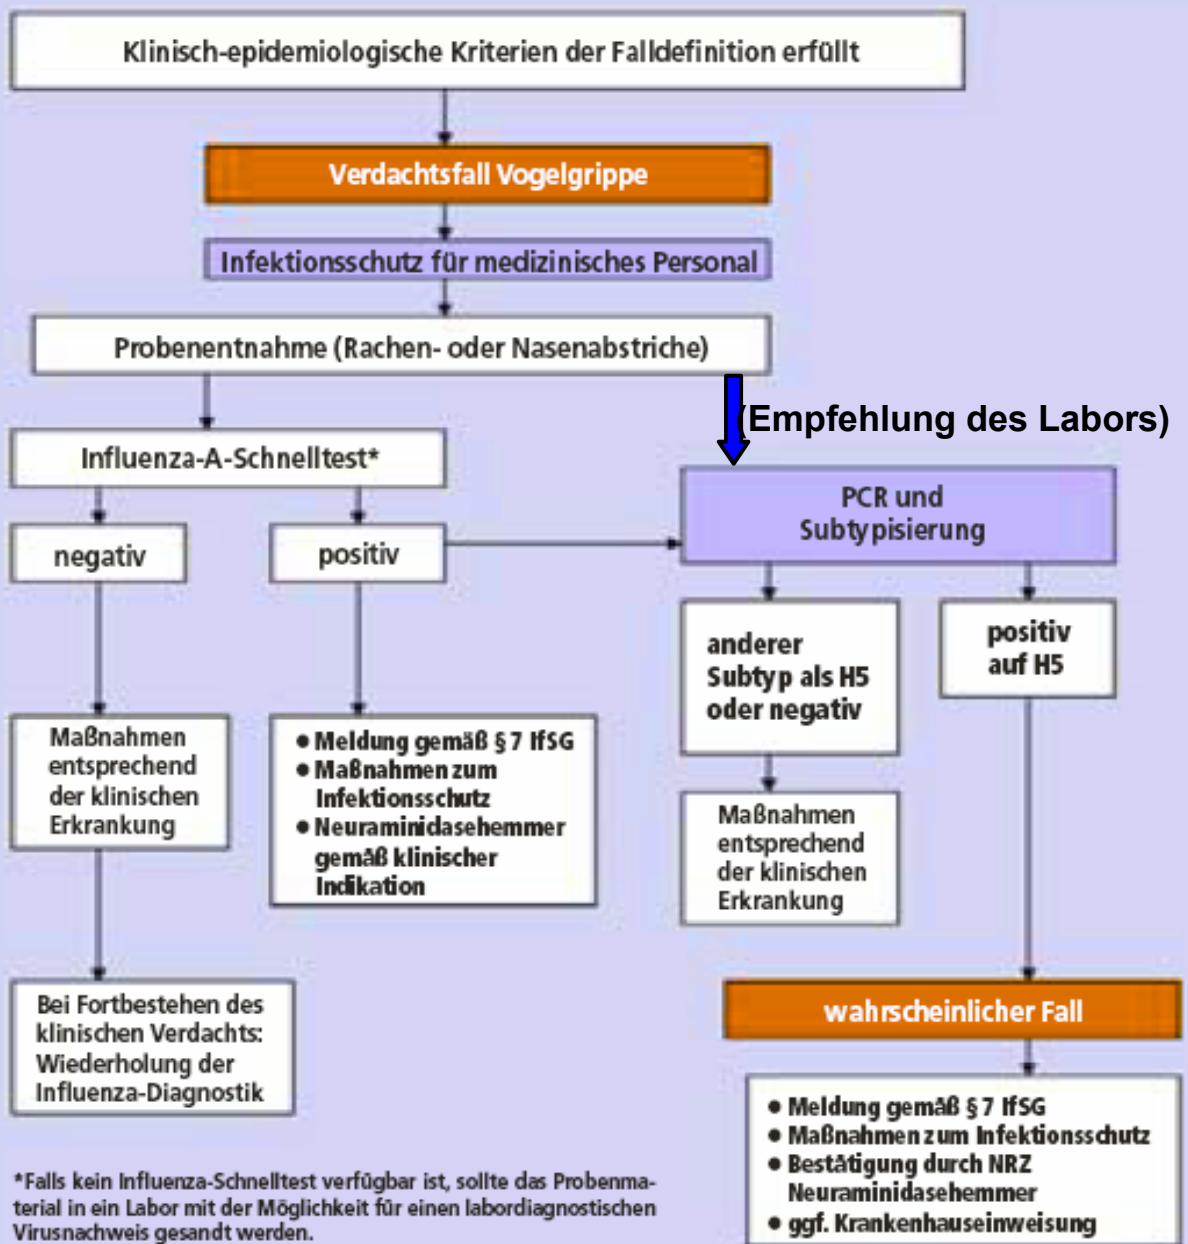 Klinisch-epidemiologische Kriterien der Falldefinition erfüllt
Verdachtsfall Vogelgrippe
Infektionsschutz für medizinisches Personal
Probenentnahme (Rachen- oder Nasenabstriche)
(Empfehlung des Labors)
Influenza-A-Schnelltest*
negativ
positiv
PCR und
Subtypisierung
anderer
Subtyp als H5
oder negativ
positiv
auf H5
Maßnahmen
entsprechend
der klinischen
Erkrankung
● Meldung gemäß § 7 IfSG
● Maßnahmen zum
Infektionsschutz
● Neuraminidasehemmer
gemäß klinischer
Indikation
Maßnahmen
entsprechend
der klinischen
Erkrankung
Bei Fortbestehen des
klinischen Verdachts:
Wiederholung der
Influenza-Diagnostik
wahrscheinlicher Fall
● Meldung gemäß § 7 IfSG
● Maßnahmen zum Infektionsschutz
● Bestätigung durch NRZ
Neuraminidasehemmer
● ggf. Krankenhauseinweisung
*Falls kein Influenza-Schnelltest verfügbar ist, sollte das Probenma-
terial in ein Labor mit der Möglichkeit für einen labordiagnostischen
Virusnachweis gesandt werden.